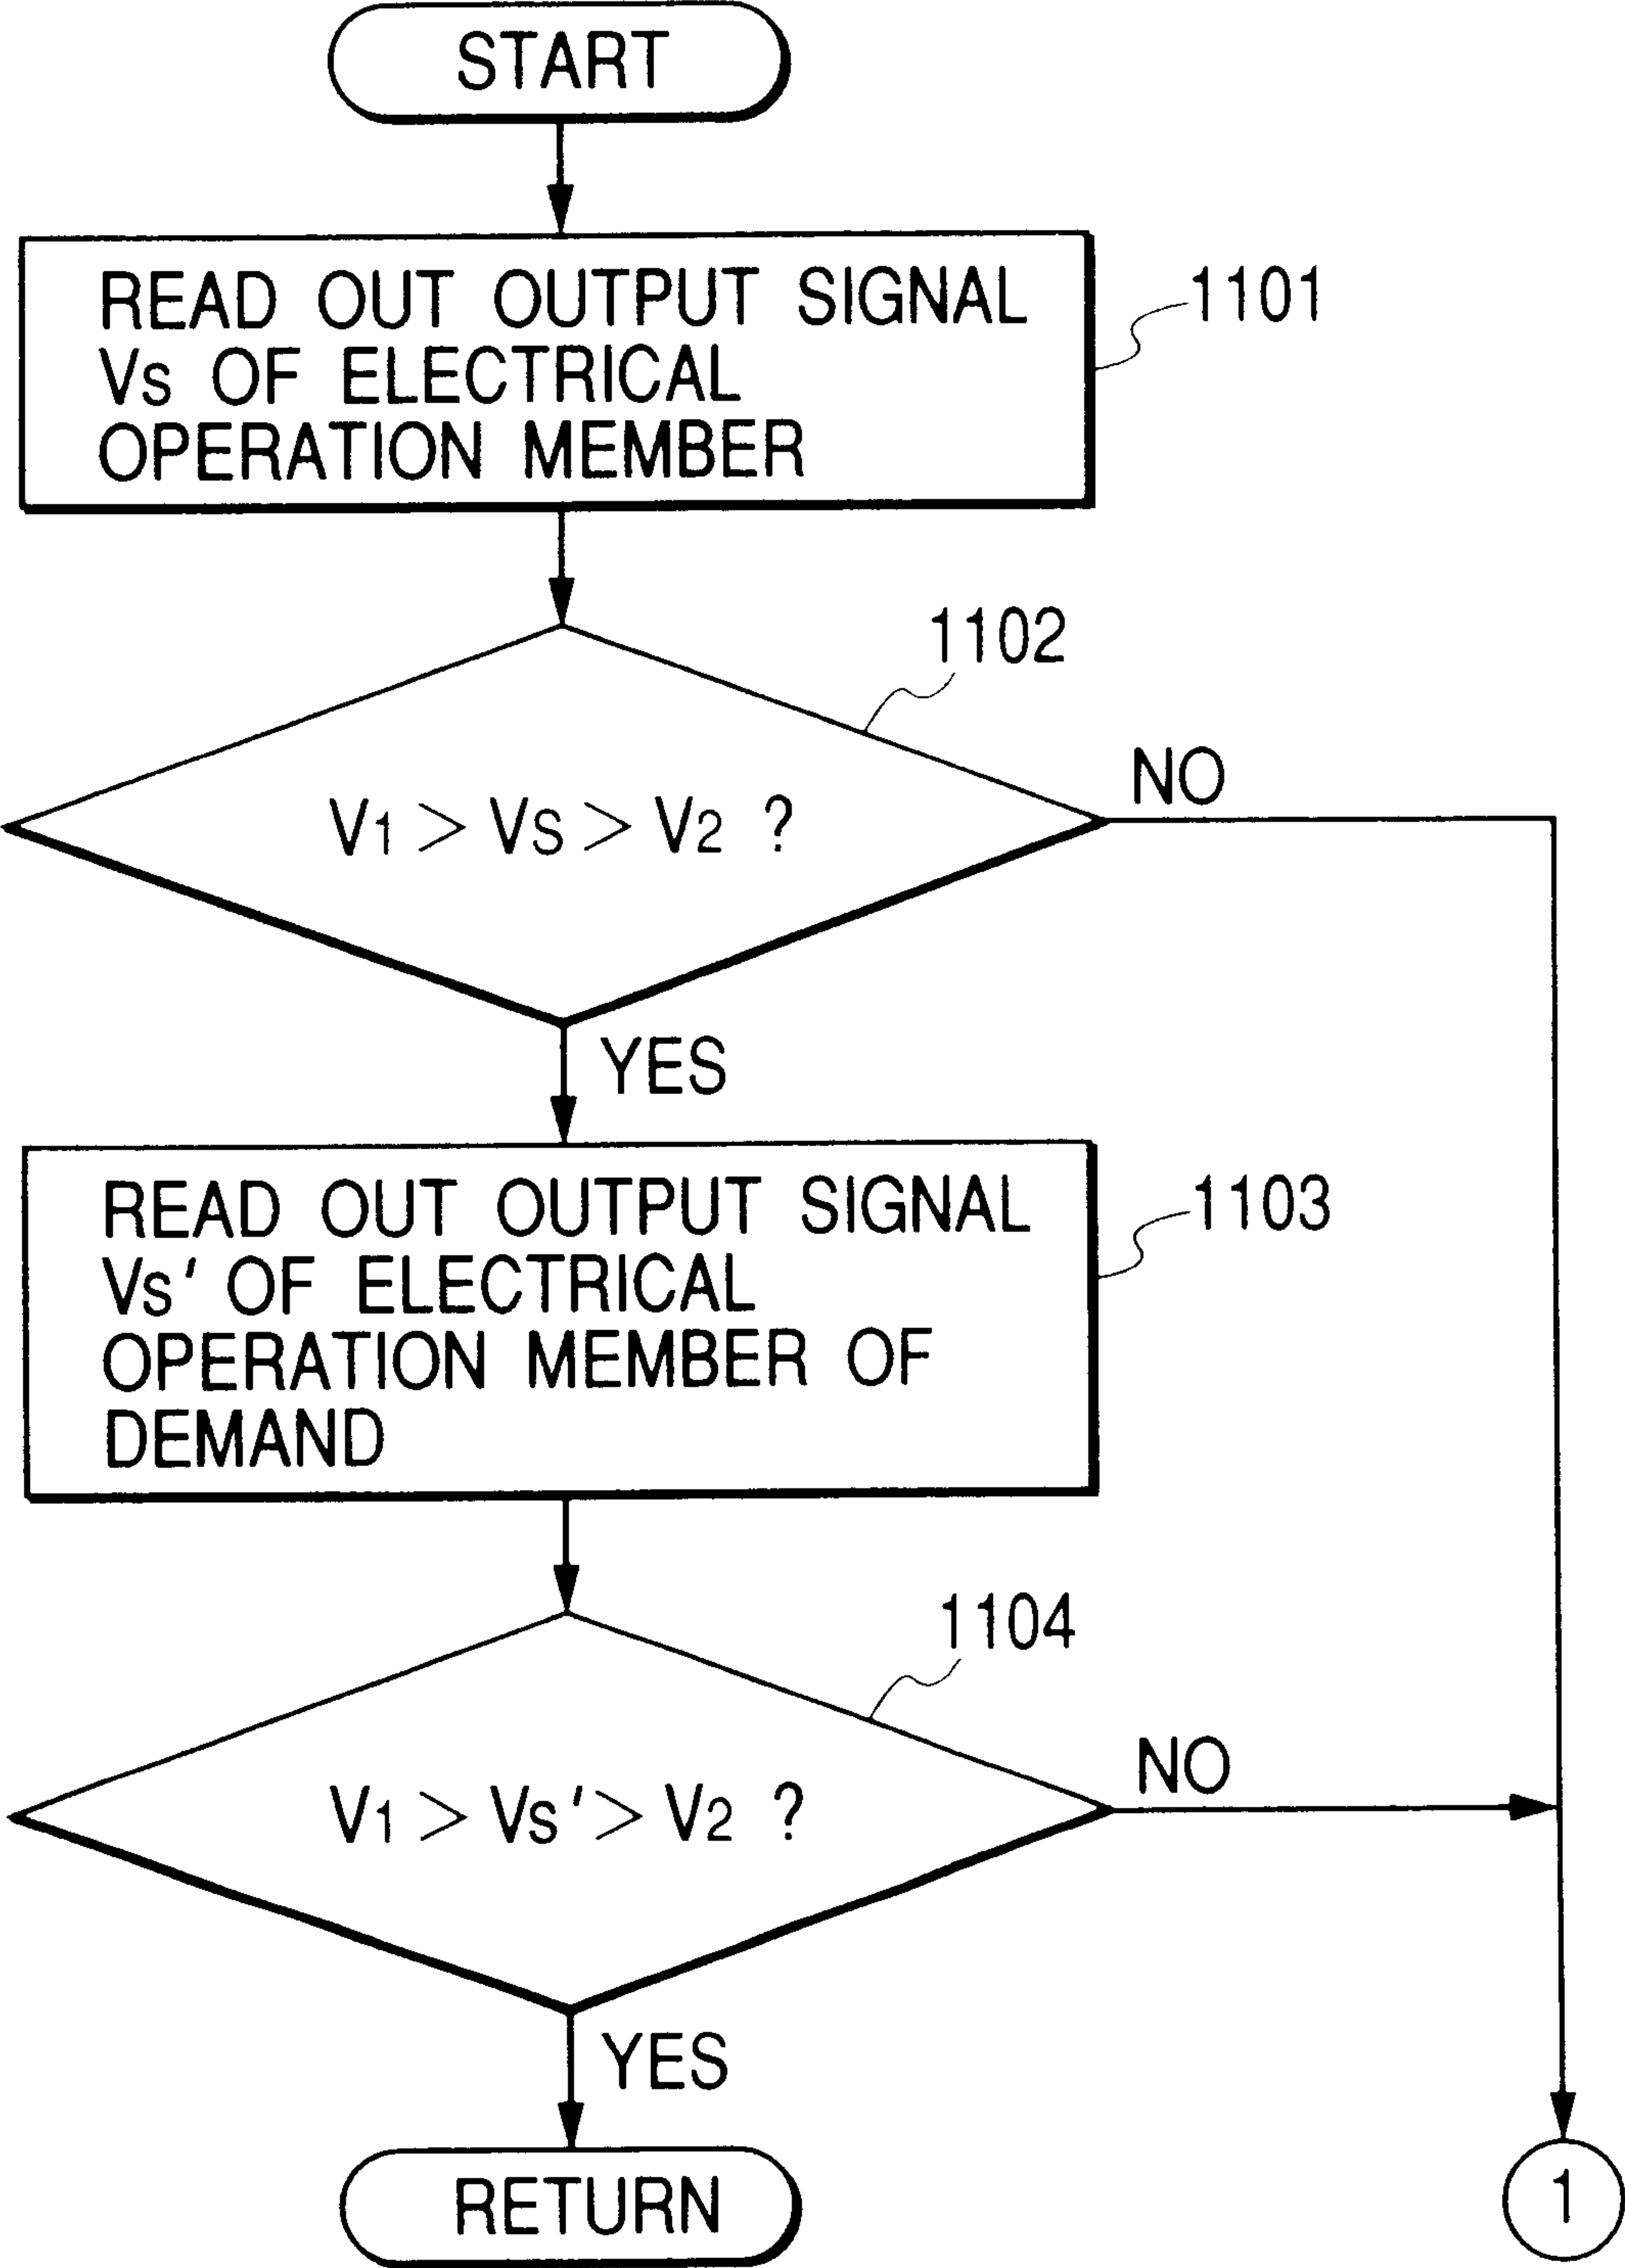 START
READ OUT OUTPUT SIGNAL
Vs OF ELECTRICAL
OPERATION MEMBER
1101
1102
V1 > Vs > V2 ?
NO
YES
READ OUT OUTPUT SIGNAL
Vs' OF ELECTRICAL
OPERATION MEMBER OF
DEMAND
1103
1104
V1 > Vs' > V2 ?
NO
YES
RETURN
1